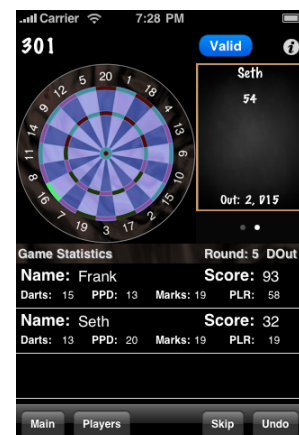 Carrier 7:28 PM
301 Valid i
Seth
54
Out: 2, D15
20 1 18 4 13 6 10 15 2 17 3 19 7 16 8 11 14 9 12 5
Game Statistics Round: 5 DOut
Name: Frank Score: 93
Darts: 15 PPD: 13 Marks: 19 PLR: 58
Name: Seth Score: 32
Darts: 13 PPD: 20 Marks: 19 PLR: 19
Main Players Skip Undo